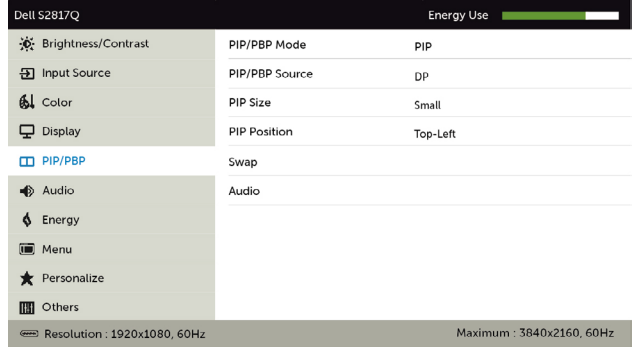 Dell S2817Q Energy Use
Brightness/Contrast PIP/PBP Mode PIP
Input Source PIP/PBP Source DP
Color PIP Size Small
Display PIP Position Top-Left
PIP/PBP Swap
Audio Audio
Energy
Menu
Personalize
Others
Resolution : 1920x1080, 60Hz Maximum : 3840x2160, 60Hz